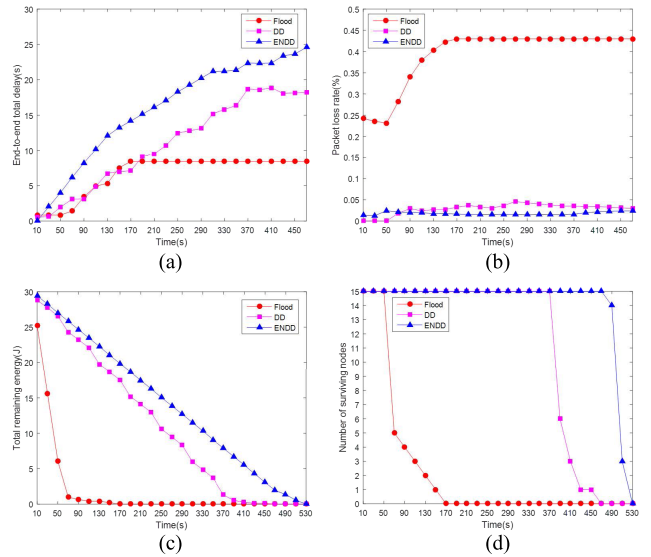 30
25
20
15
10
5
0
End-to-end total delay(s)
Flood
DD
ENDD
10 50 90 130 170 210 250 290 330 370 410 450
Time(s)
(a)
0.5
0.45
0.4
0.35
0.3
0.25
0.2
0.15
0.1
0.05
0
Packet loss rate(%)
Flood
DD
ENDD
10 50 90 130 170 210 250 290 330 370 410 450
Time(s)
(b)
30
25
20
15
10
5
0
Total remaining energy(J)
Flood
DD
ENDD
10 50 90 130 170 210 250 290 330 370 410 450 490 530
Time(s)
(c)
15
14
13
12
11
10
9
8
7
6
5
4
3
2
1
0
Number of surviving nodes
Flood
DD
ENDD
10 50 90 130 170 210 250 290 330 370 410 450 490 530
Time(s)
(d)